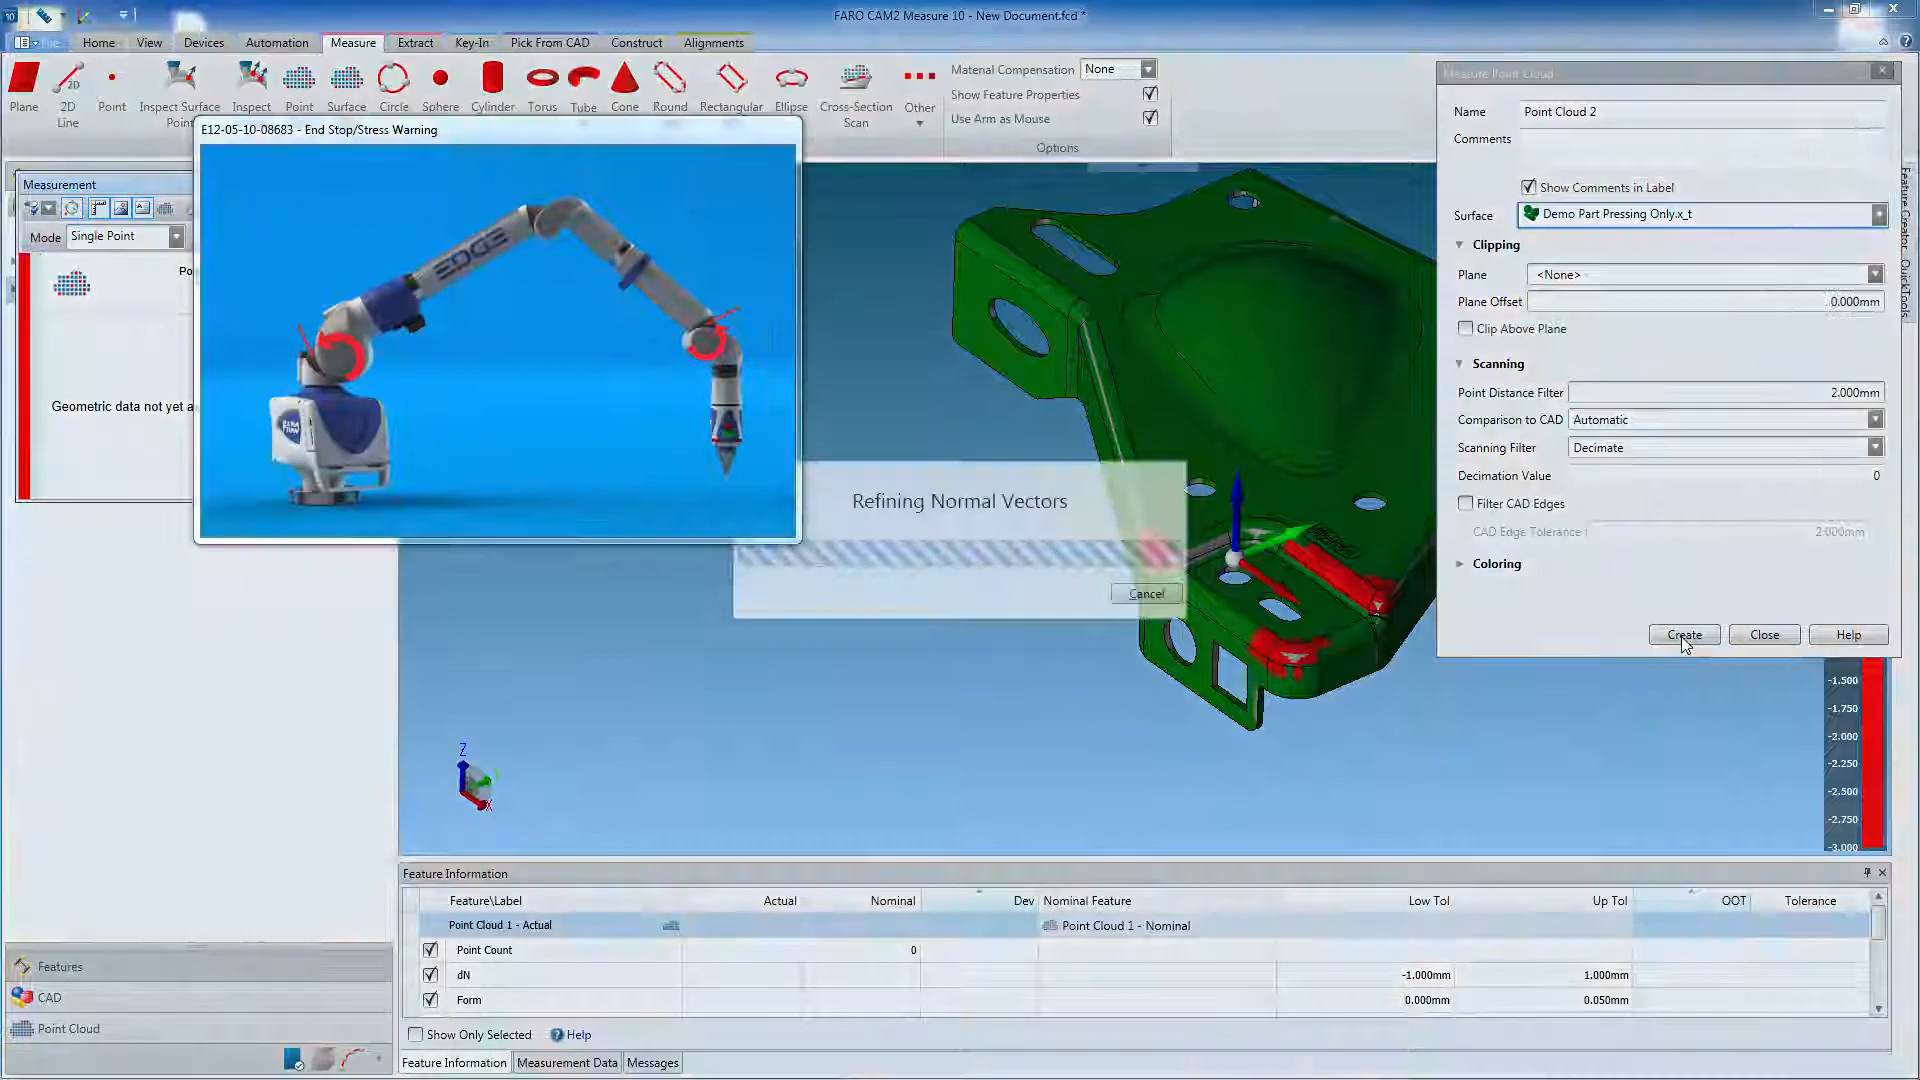 10
FARO CAM2 Measure 10 - New Document.fcd *
File
Home
View
Devices
Automation
Measure
Extract
Key-In
Pick From CAD
Construct
Alignments
Plane
2D
2D
Line
Point
Inspect Surface
Point
Inspect
Point
Surface
Circle
Sphere
Cylinder
Torus
Tube
Cone
Round
Rectangular
Ellipse
Cross-Section
Scan
Other
Material Compensation
None
Show Feature Properties
Use Arm as Mouse
Options
E12-05-10-08683 - End Stop/Stress Warning
EDGE
Measurement
Mode
Single Point
Po
Geometric data not yet a
Refining Normal Vectors
Cancel
Measure Point Cloud
Name
Point Cloud 2
Comments
Show Comments in Label
Surface
Demo Part Pressing Only.x_t
Clipping
Plane
<None>
Plane Offset
0.000mm
Clip Above Plane
Scanning
Point Distance Filter
2.000mm
Comparison to CAD
Automatic
Scanning Filter
Decimate
Decimation Value
0
Filter CAD Edges
CAD Edge Tolerance
2.000mm
Coloring
Create
Close
Help
Feature Creator
QuickTools
-1.500
-1.750
-2.000
-2.250
-2.500
-2.750
-3.000
Z
X
Feature Information
Feature\Label
Actual
Nominal
Dev
Nominal Feature
Low Tol
Up Tol
OOT
Tolerance
Point Cloud 1 - Actual
Point Cloud 1 - Nominal
Point Count
0
dN
-1.000mm
1.000mm
Form
0.000mm
0.050mm
Show Only Selected
Help
Feature Information
Measurement Data
Messages
Features
CAD
Point Cloud